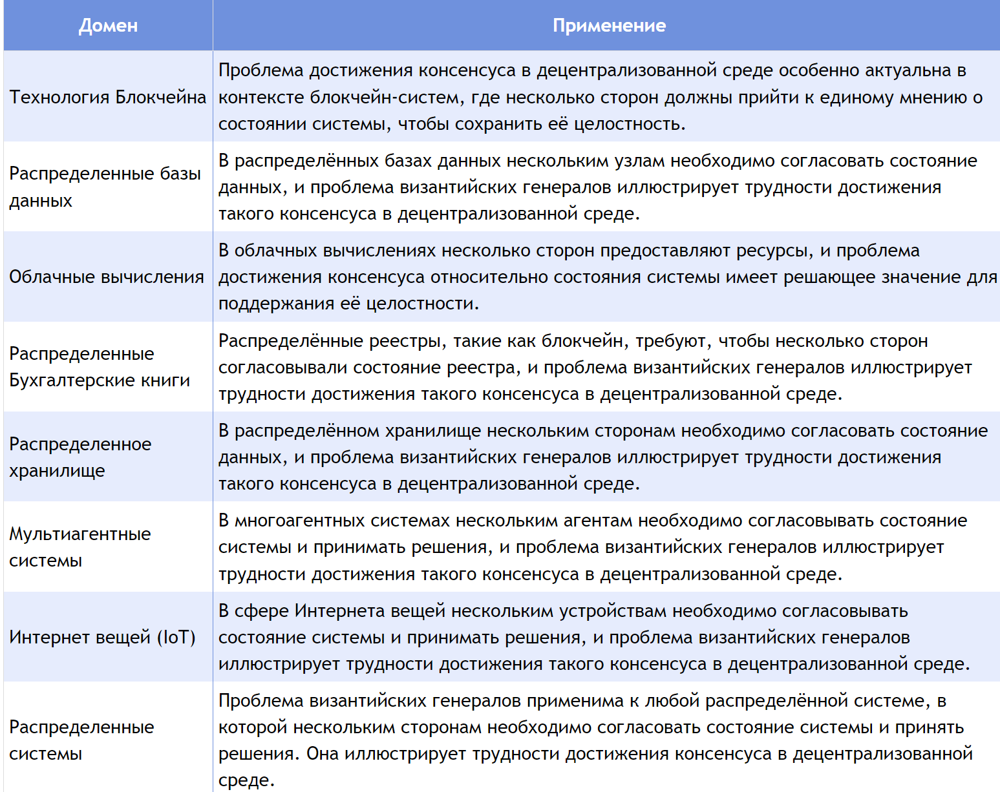 Домен
Применение
Технология Блокчейна
Проблема достижения консенсуса в децентрализованной среде особенно актуальна в
контексте блокчейн-систем, где несколько сторон должны прийти к единому мнению о
состоянии системы, чтобы сохранить её целостность.
Распределенные базы
данных
В распределённых базах данных нескольким узлам необходимо согласовать состояние
данных, и проблема византийских генералов иллюстрирует трудности достижения
такого консенсуса в децентрализованной среде.
Облачные вычисления
В облачных вычислениях несколько сторон предоставляют ресурсы, и проблема
достижения консенсуса относительно состояния системы имеет решающее значение для
поддержания её целостности.
Распределенные
Бухгалтерские книги
Распределённые реестры, такие как блокчейн, требуют, чтобы несколько сторон
согласовывали состояние реестра, и проблема византийских генералов иллюстрирует
трудности достижения такого консенсуса в децентрализованной среде.
Распределенное
хранилище
В распределённом хранилище нескольким сторонам необходимо согласовать состояние
данных, и проблема византийских генералов иллюстрирует трудности достижения
такого консенсуса в децентрализованной среде.
Мультиагентные
системы
В многоагентных системах нескольким агентам необходимо согласовывать состояние
системы и принимать решения, и проблема византийских генералов иллюстрирует
трудности достижения такого консенсуса в децентрализованной среде.
Интернет вещей (IoT)
В сфере Интернета вещей нескольким устройствам необходимо согласовывать
состояние системы и принимать решения, и проблема византийских генералов
иллюстрирует трудности достижения такого консенсуса в децентрализованной среде.
Распределенные
системы
Проблема византийских генералов применима к любой распределённой системе, в
которой нескольким сторонам необходимо согласовать состояние системы и принять
решения. Она иллюстрирует трудности достижения консенсуса в децентрализованной
среде.